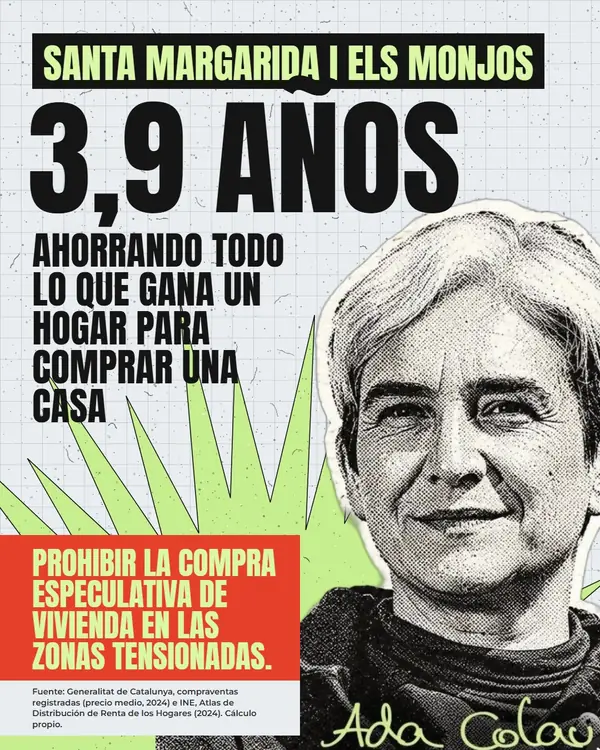 SANTA MARGARIDA I ELS MONJOS
3,9 AÑOS
AHORRANDO TODO
LO QUE GANA UN
HOGAR PARA
COMPRAR UNA
CASA
PROHIBIR LA COMPRA
ESPECULATIVA DE
VIVIENDA EN LAS
ZONAS TENSIONADAS.
Fuente: Generalitat de Catalunya, compraventas
registradas (precio medio, 2024) e INE, Atlas de
Distribución de Renta de los Hogares (2024). Cálculo
propio.
Ada Colau